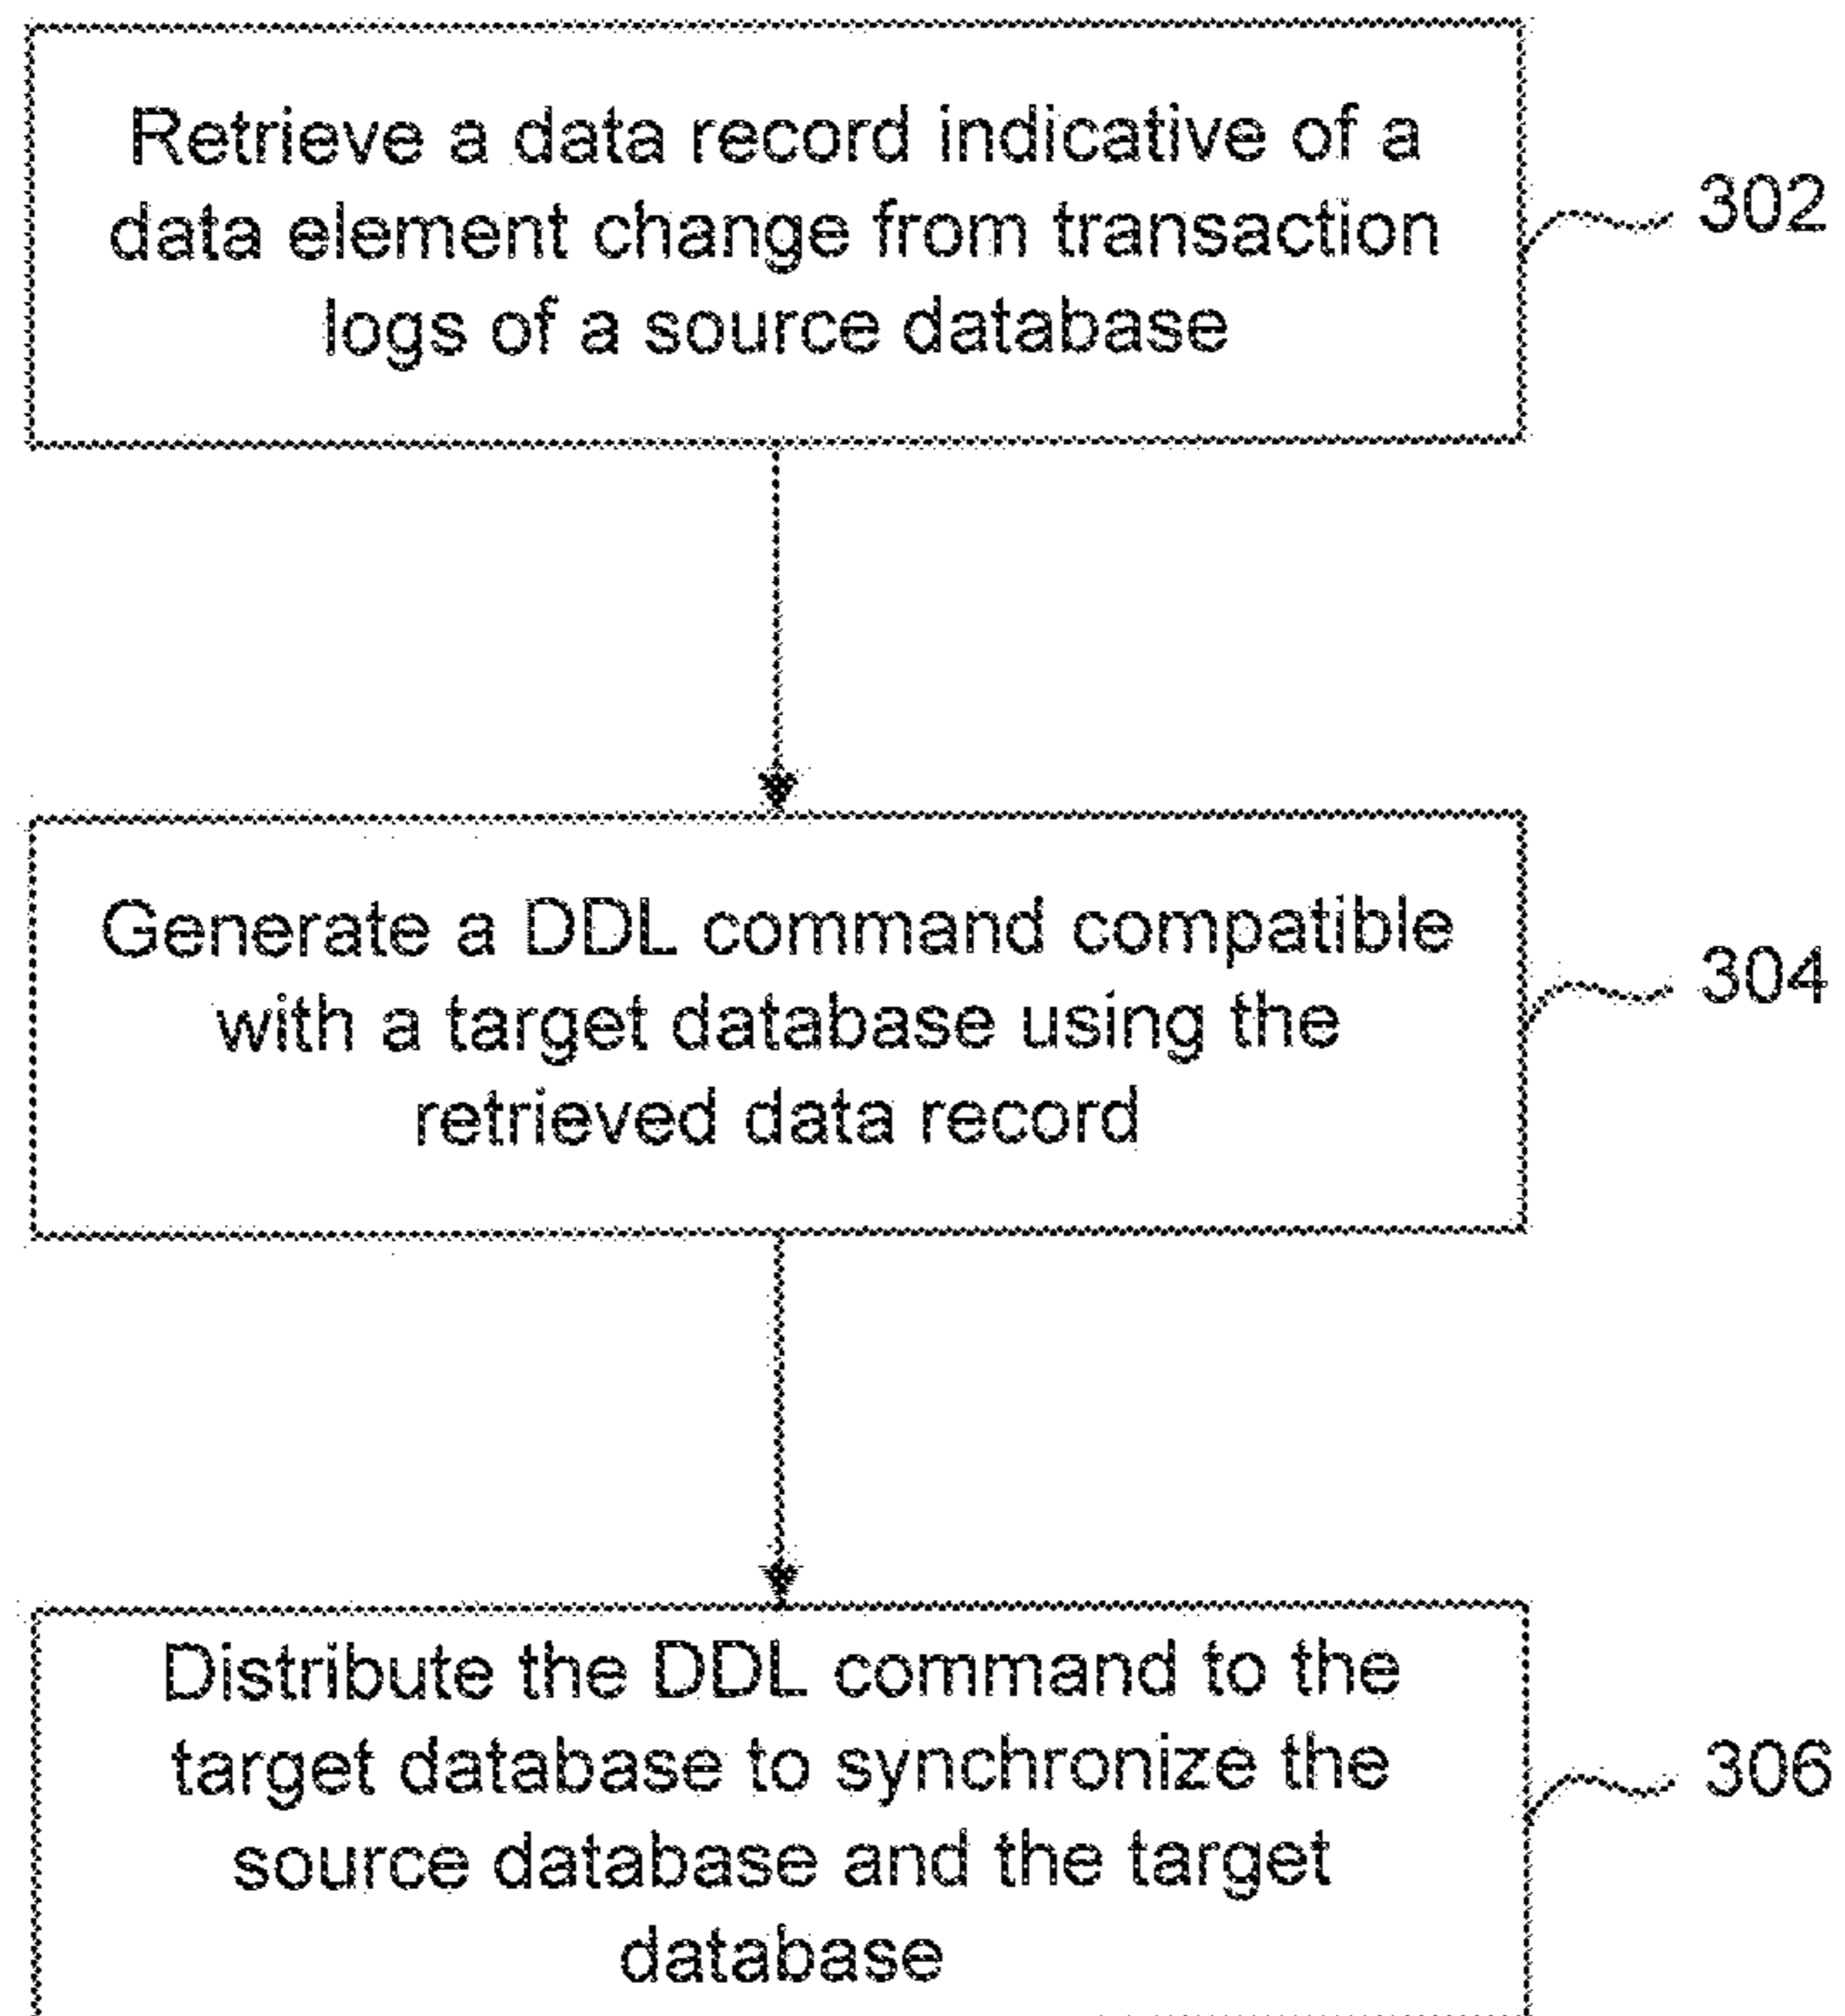 Retrieve a data record indicative of a
data element change from transaction
logs of a source database
302
Generate a DDL command compatible
with a target database using the
retrieved data record
304
Distribute the DDL command to the
target database to synchronize the
source database and the target
database
306